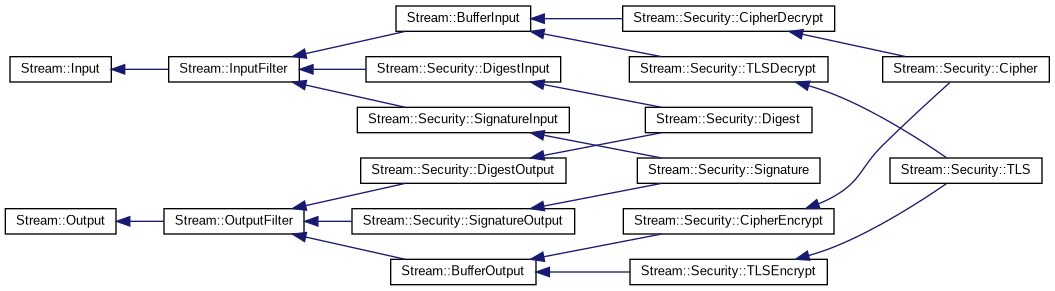 Stream::BufferInput
Stream::Security::CipherDecrypt
Stream::Input
Stream::InputFilter
Stream::Security::DigestInput
Stream::Security::TLSDecrypt
Stream::Security::Cipher
Stream::Security::SignatureInput
Stream::Security::Digest
Stream::Security::DigestOutput
Stream::Security::Signature
Stream::Security::TLS
Stream::Output
Stream::OutputFilter
Stream::Security::SignatureOutput
Stream::Security::CipherEncrypt
Stream::BufferOutput
Stream::Security::TLSEncrypt